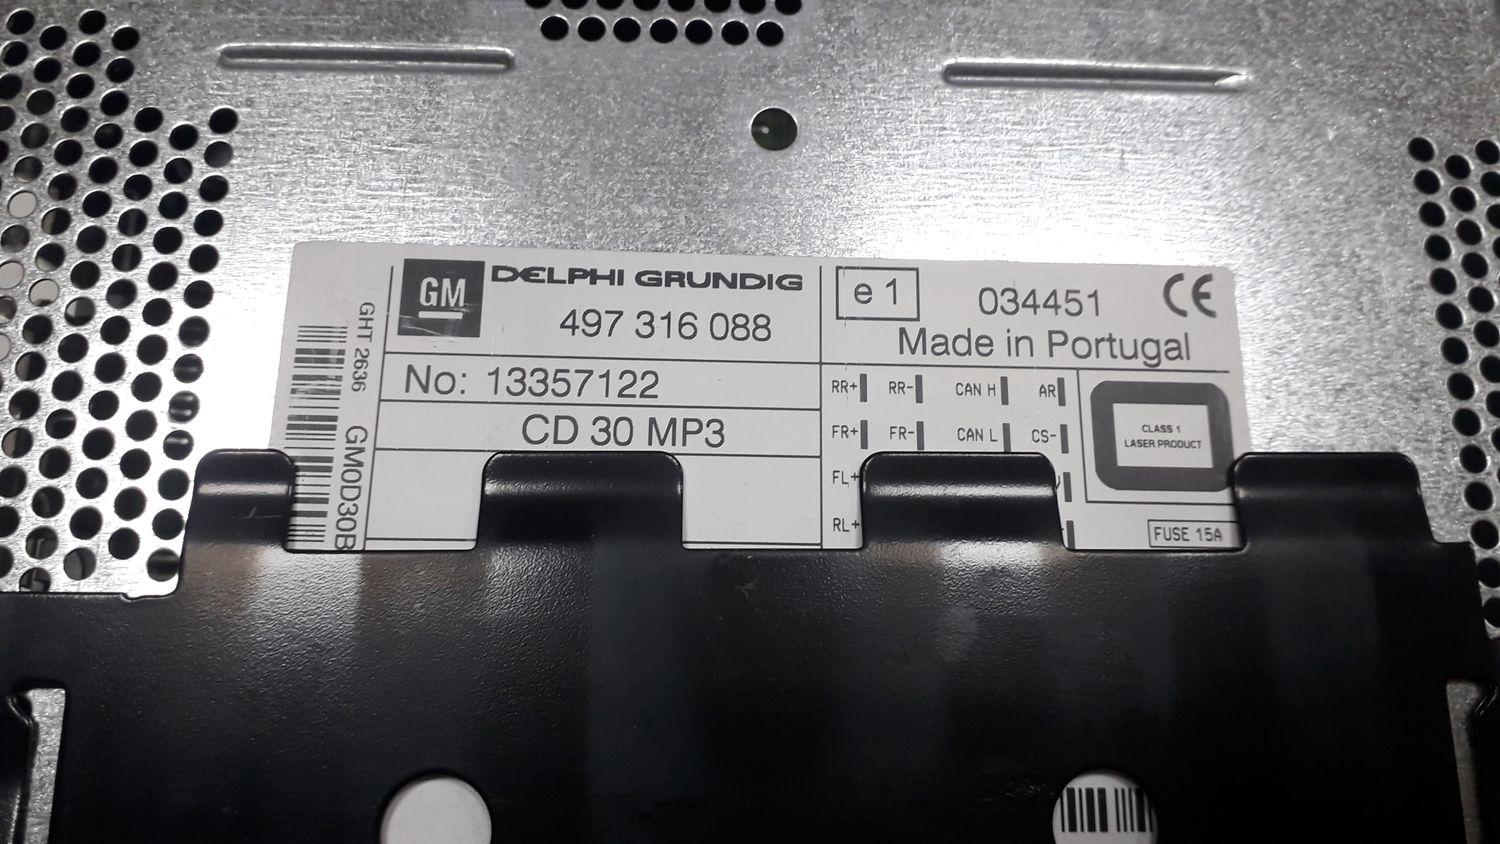 GM
DELPHI GRUNDIG
497 316 088
No: 13357122
CD 30 MP3
GHT 2636
GM0D30B
e 1
034451
CE
Made in Portugal
RR+ RR- CAN H AR
FR+ FR- CAN L CS-
FL+
RL+
CLASS 1
LASER PRODUCT
FUSE 15A